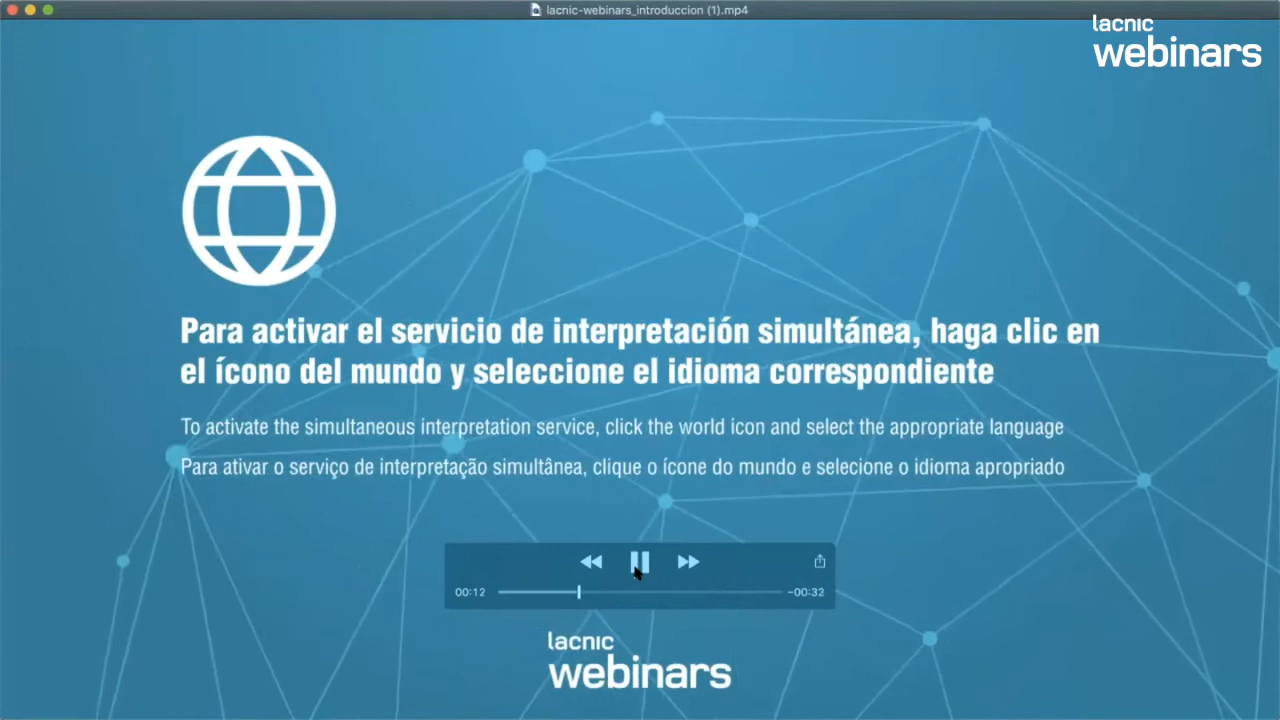 lacnic-webinars_introduccion (1).mp4
lacnic
webinars
Para activar el servicio de interpretación simultánea, haga clic en
el ícono del mundo y seleccione el idioma correspondiente
To activate the simultaneous interpretation service, click the world icon and select the appropriate language
Para ativar o serviço de interpretação simultânea, clique o ícone do mundo e selecione o idioma apropriado
00:12
-00:32
lacnic
webinars